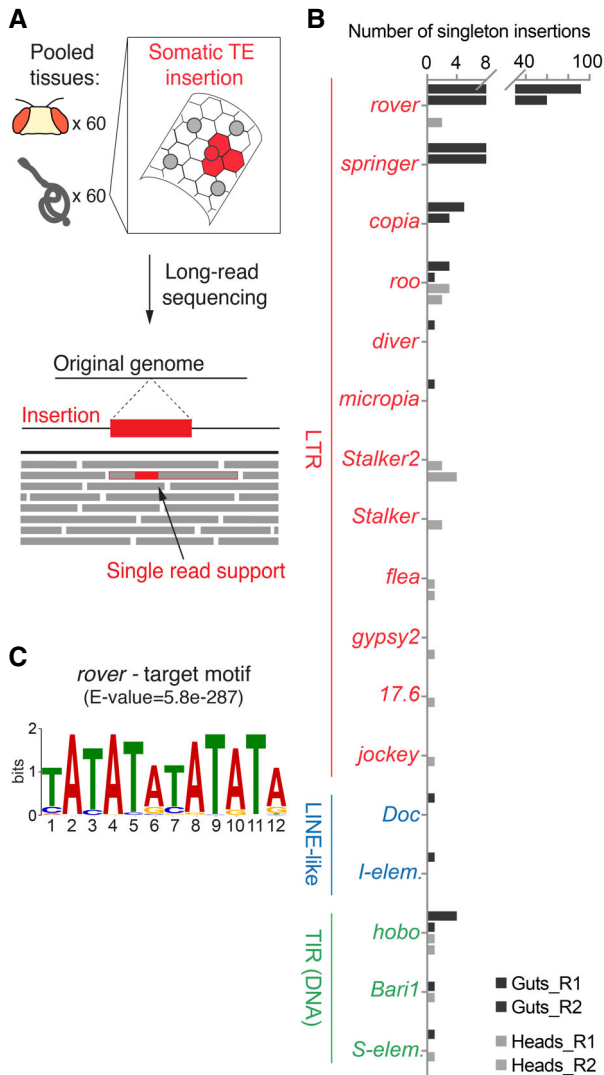 A
Pooled
tissues:
x 60
x 60
Somatic TE
insertion
Long-read
sequencing
Original genome
Insertion
Single read support
B
Number of singleton insertions
0 4 8 40 100
rover
springer
copia
roo
diver
micropia
Stalker2
Stalker
flea
gypsy2
17.6
jockey
Doc
I-elem.
hobo
Bari1
S-elem.
LTR
LINE-like
TIR (DNA)
Guts_R1
Guts_R2
Heads_R1
Heads_R2
C
rover - target motif
(E-value=5.8e-287)
2
1
0
bits
TATATATATATA
1 2 3 4 5 6 7 8 9 10 11 12